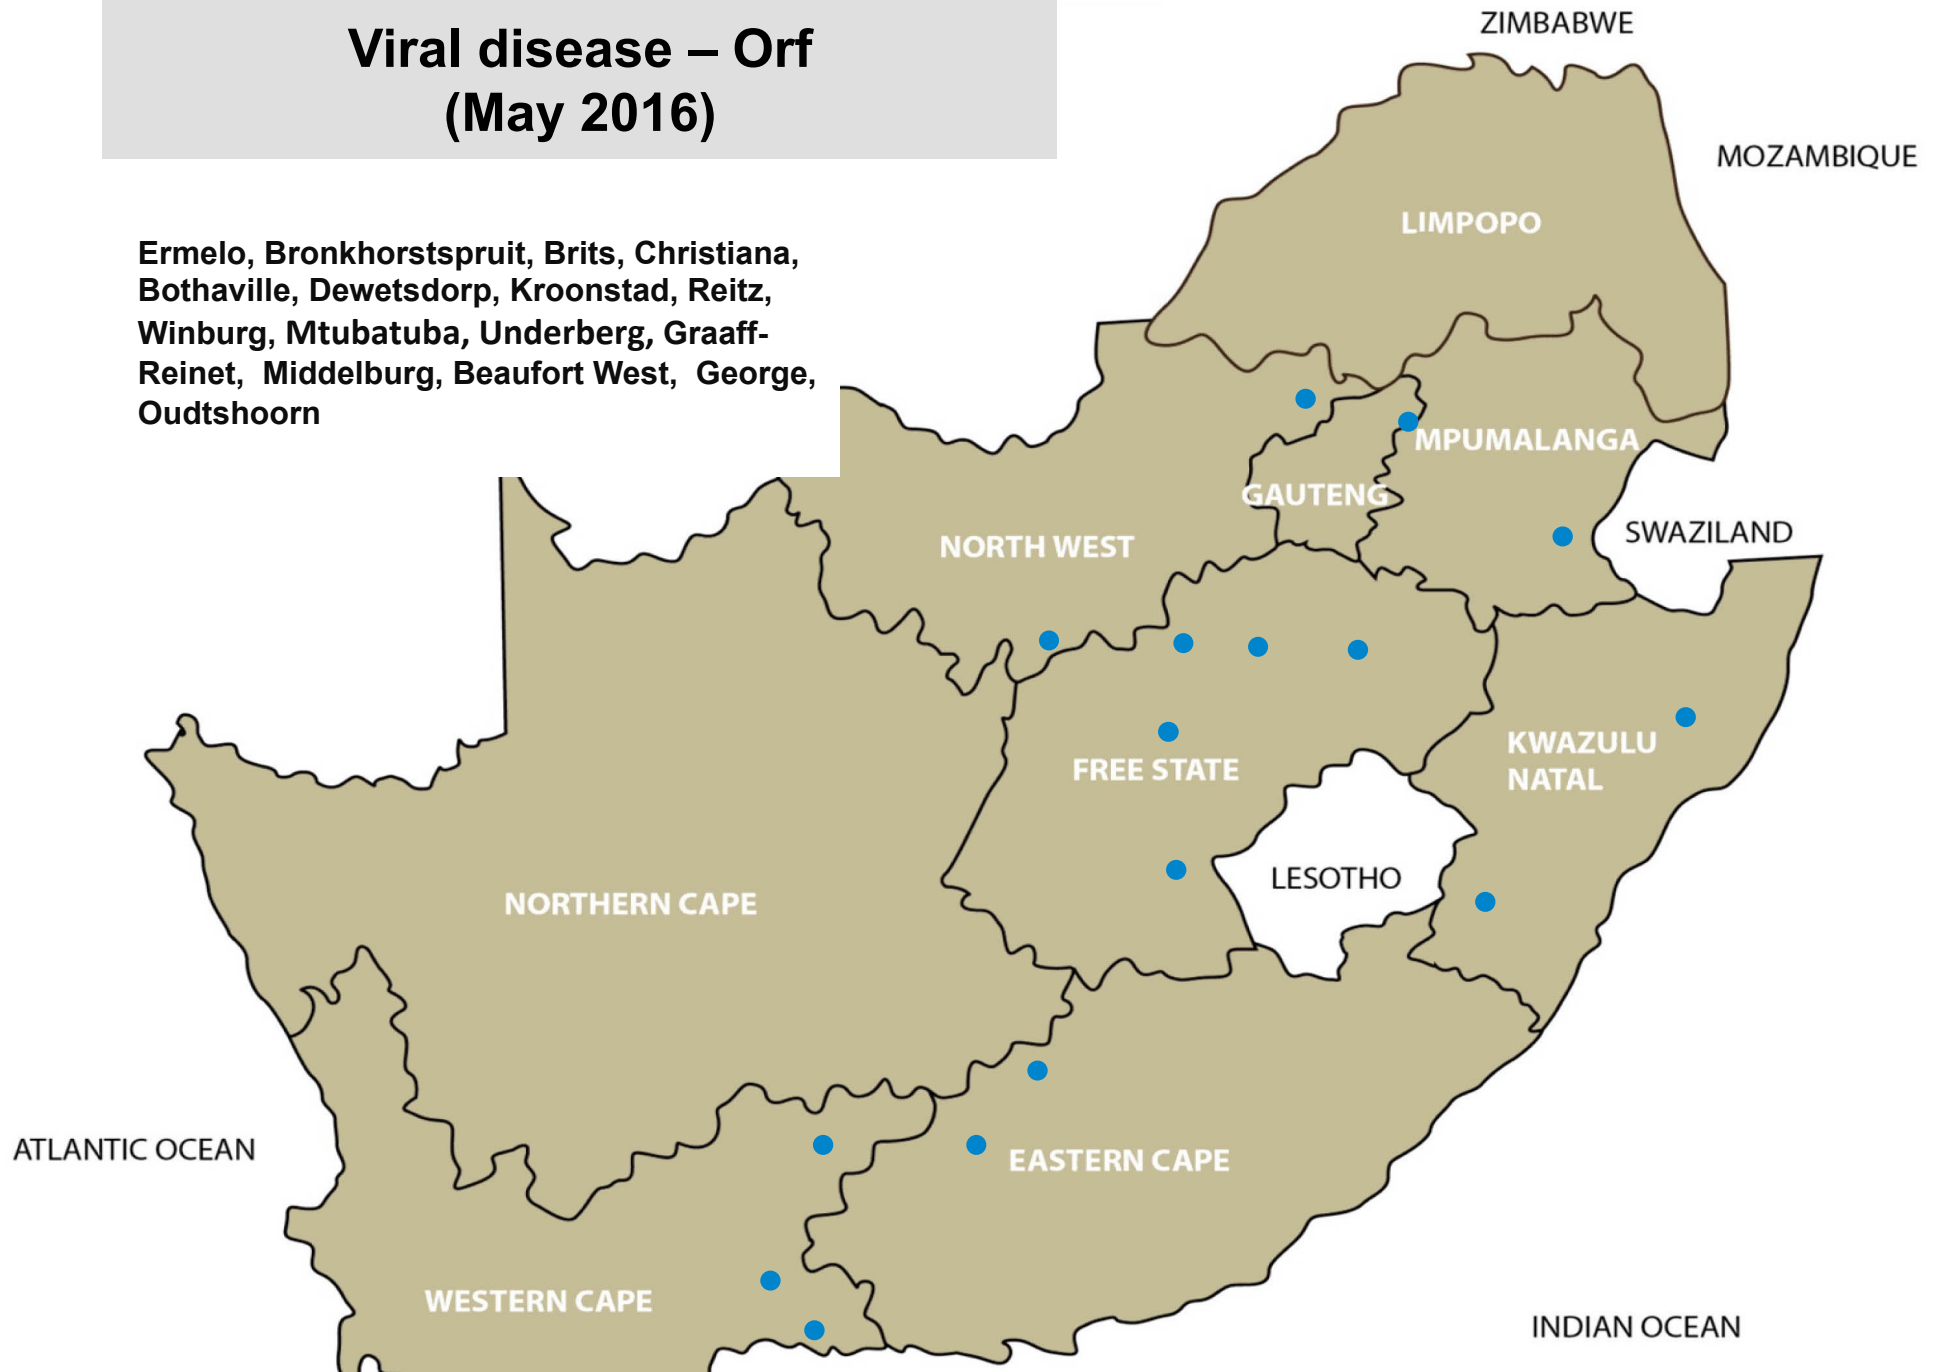 Viral disease – Orf
(May 2016)
Ermelo, Bronkhorstspruit, Brits, Christiana,
Bothaville, Dewetsdorp, Kroonstad, Reitz,
Winburg, Mtubatuba, Underberg, Graaff-
Reinet, Middelburg, Beaufort West, George,
Oudtshoorn
ZIMBABWE
MOZAMBIQUE
LIMPOPO
MPUMALANGA
GAUTENG
NORTH WEST
SWAZILAND
KWAZULU
NATAL
FREE STATE
LESOTHO
NORTHERN CAPE
ATLANTIC OCEAN
EASTERN CAPE
WESTERN CAPE
INDIAN OCEAN